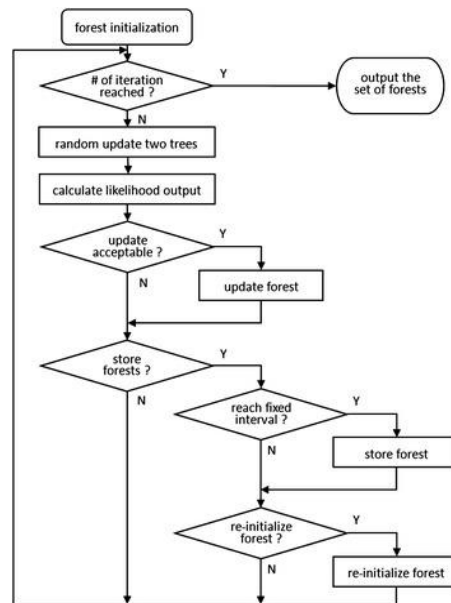 forest initialization
# of iteration
reached ?
Y
output the
set of forests
N
random update two trees
calculate likelihood output
update
acceptable ?
Y
N
update forest
store
forests ?
Y
N
reach fixed
interval ?
Y
N
store forest
re-initialize
forest ?
Y
N
re-initialize forest